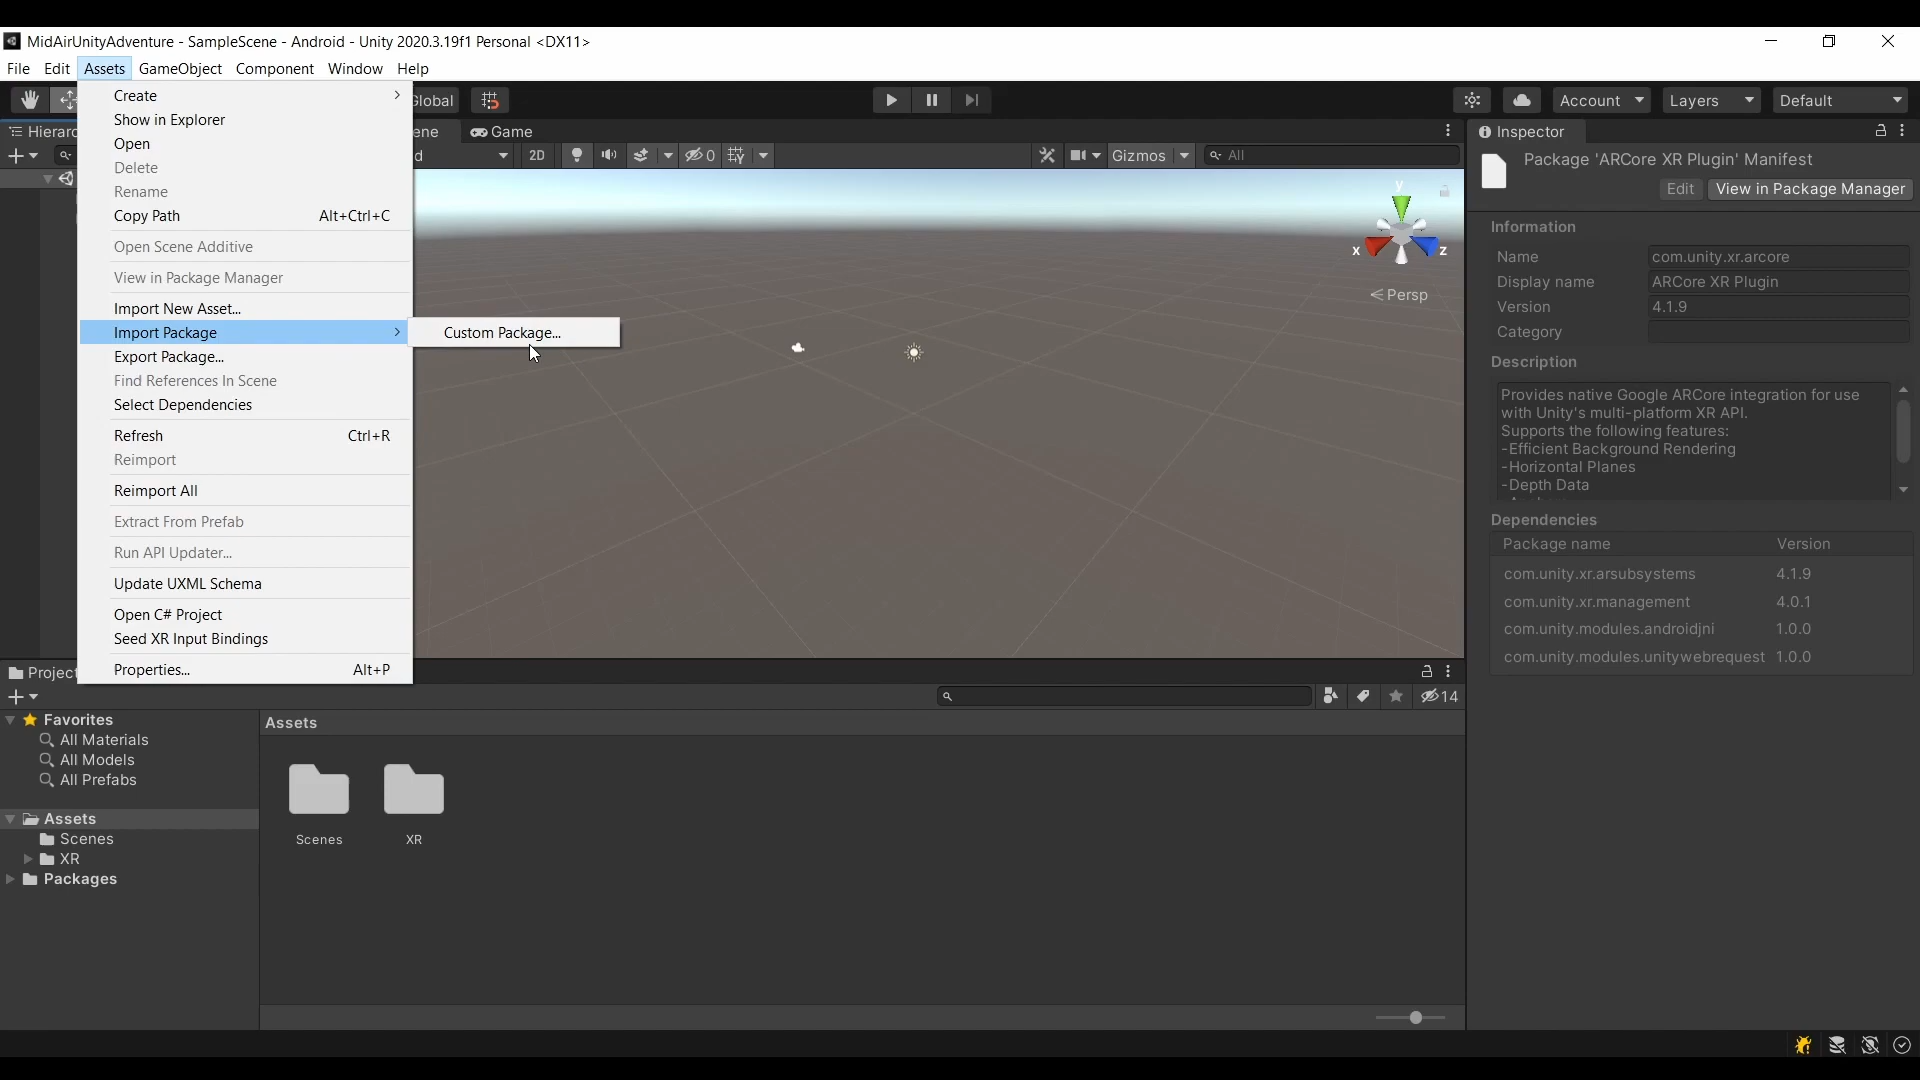 MidAirUnityAdventure - SampleScene - Android - Unity 2020.3.19f1 Personal <DX11>
File Edit Assets GameObject Component Window Help
Create
Show in Explorer
Open
Delete
Rename
Copy Path Alt+Ctrl+C
Open Scene Additive
View in Package Manager
Import New Asset...
Import Package
Export Package...
Find References In Scene
Select Dependencies
Refresh Ctrl+R
Reimport
Reimport All
Extract From Prefab
Run API Updater...
Update UXML Schema
Open C# Project
Seed XR Input Bindings
Properties... Alt+P
Custom Package...
Global
Account Layers Default
Hierarc
ene Game
d 2D 0 Gizmos All
y
x z
Persp
Inspector
Package 'ARCore XR Plugin' Manifest
Edit View in Package Manager
Information
Name com.unity.xr.arcore
Display name ARCore XR Plugin
Version 4.1.9
Category
Description
Provides native Google ARCore integration for use
with Unity's multi-platform XR API.
Supports the following features:
-Efficient Background Rendering
-Horizontal Planes
-Depth Data
Dependencies
Package name Version
com.unity.xr.arsubsystems 4.1.9
com.unity.xr.management 4.0.1
com.unity.modules.androidjni 1.0.0
com.unity.modules.unitywebrequest 1.0.0
Project
14
Favorites
All Materials
All Models
All Prefabs
Assets
Scenes
XR
Packages
Assets
Scenes XR